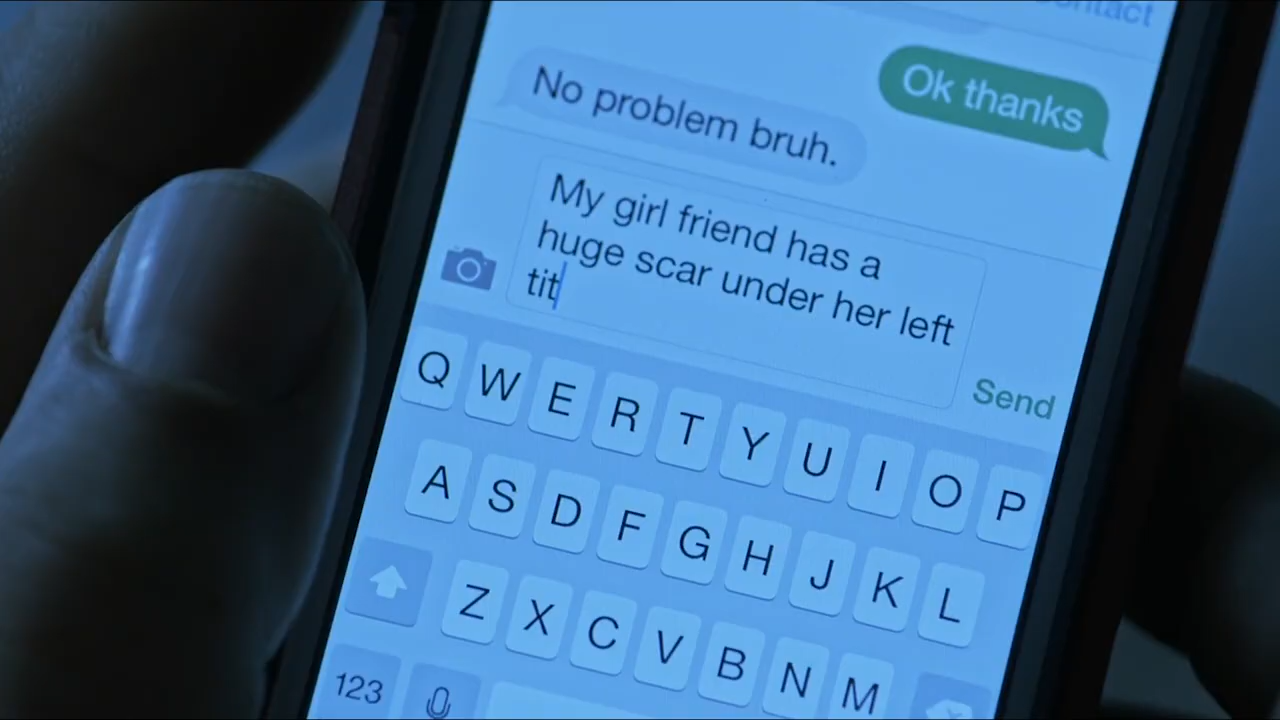 Ok thanks
No problem bruh.
My girl friend has a
huge scar under her left
tit
Send
Q W E R T Y U I O P
A S D F G H J K L
Z X C V B N M
123